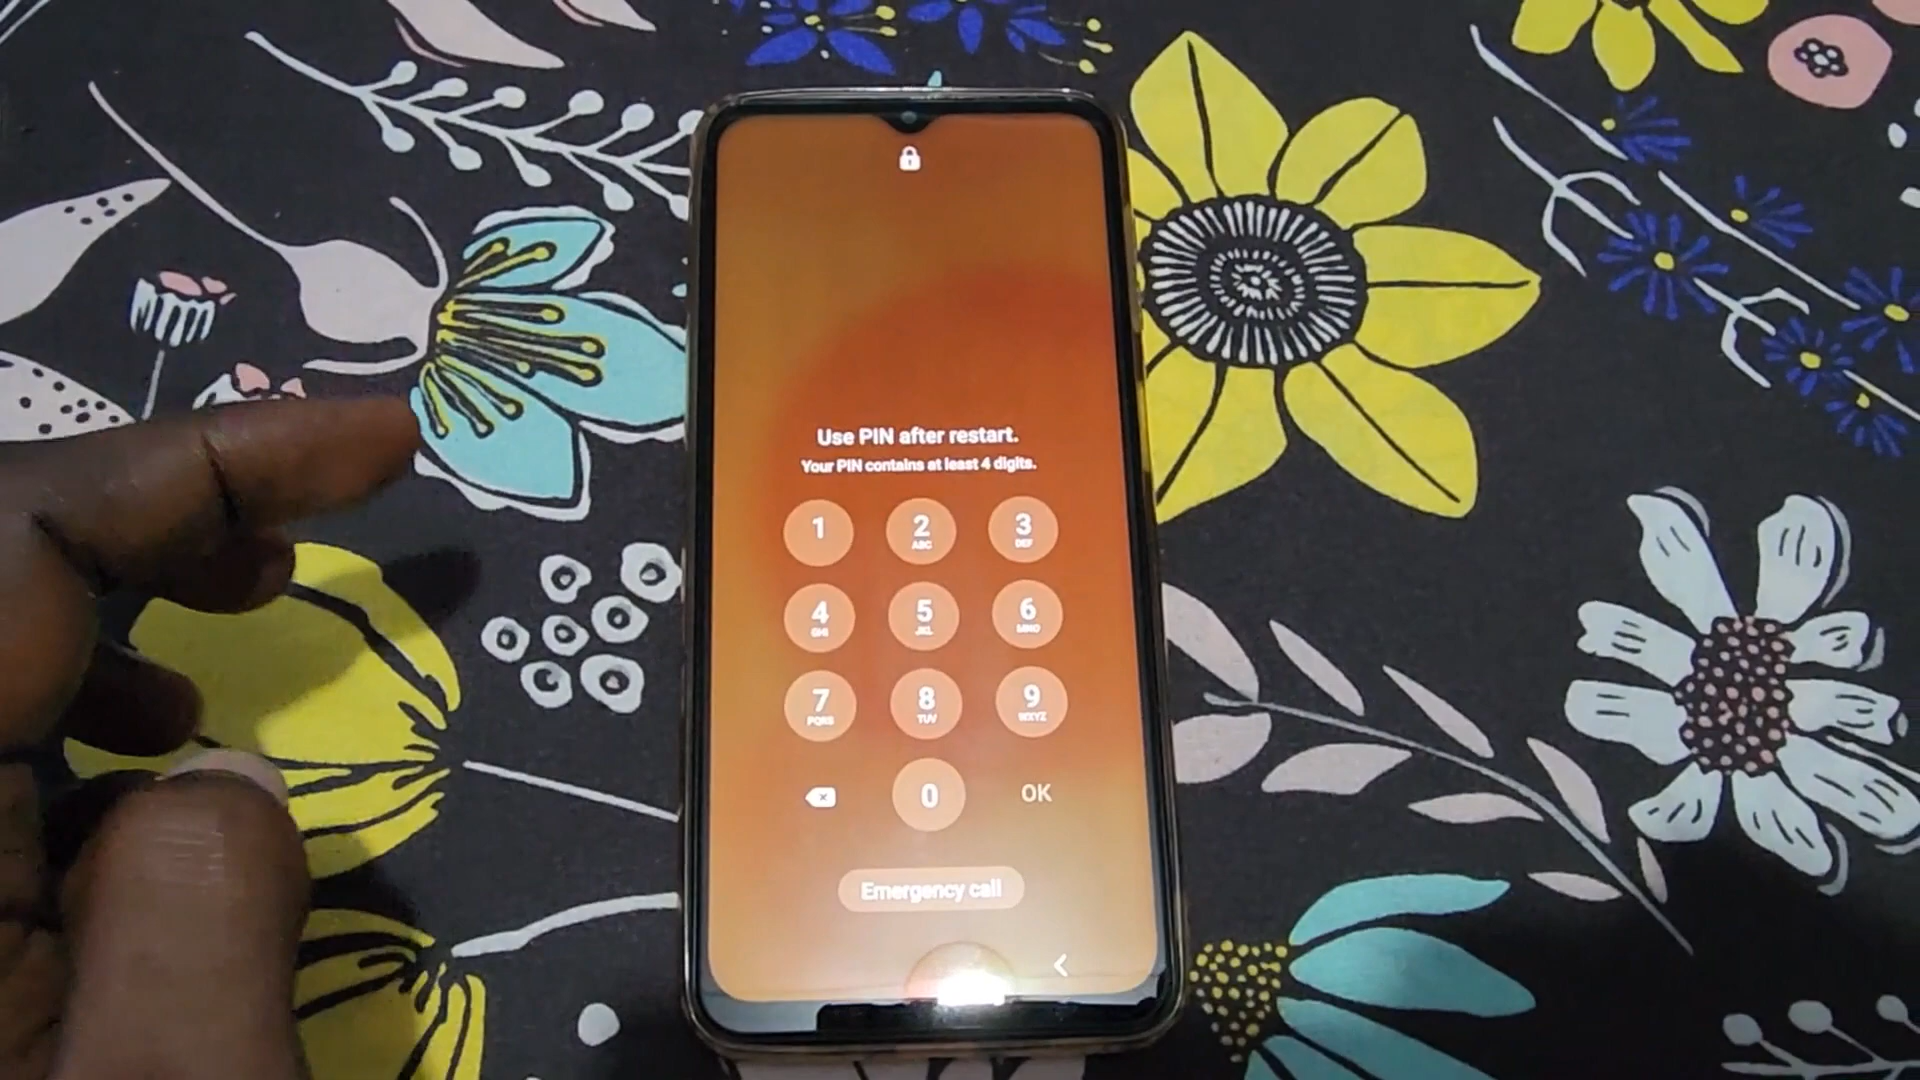 Use PIN after restart.
Your PIN contains at least 4 digits.
1
2
ABC
3
DEF
4
GHI
5
JKL
6
MNO
7
PQRS
8
TUV
9
WXYZ
0
OK
Emergency call